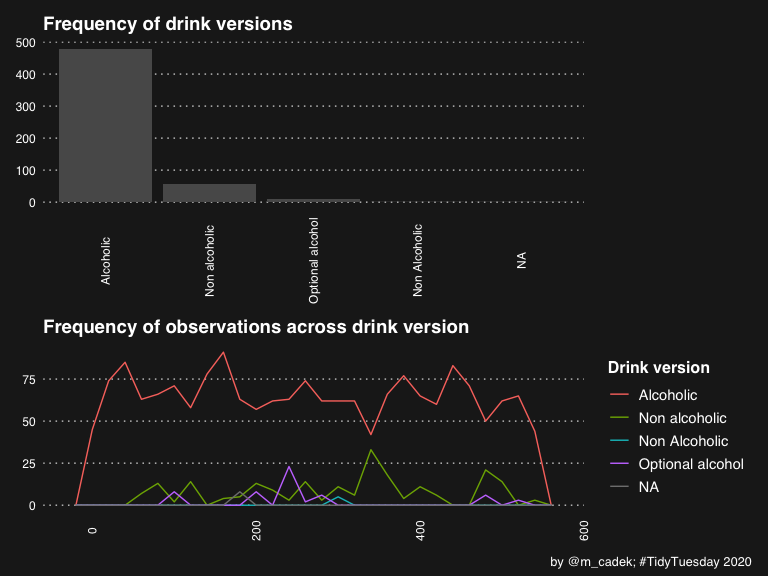 Frequency of drink versions
500
400
300
200
100
0
Alcoholic
Non alcoholic
Optional alcohol
Non Alcoholic
NA
Frequency of observations across drink version
75
50
25
0
0
200
400
600
Drink version
Alcoholic
Non alcoholic
Non Alcoholic
Optional alcohol
NA
by @m_cadek; #TidyTuesday 2020